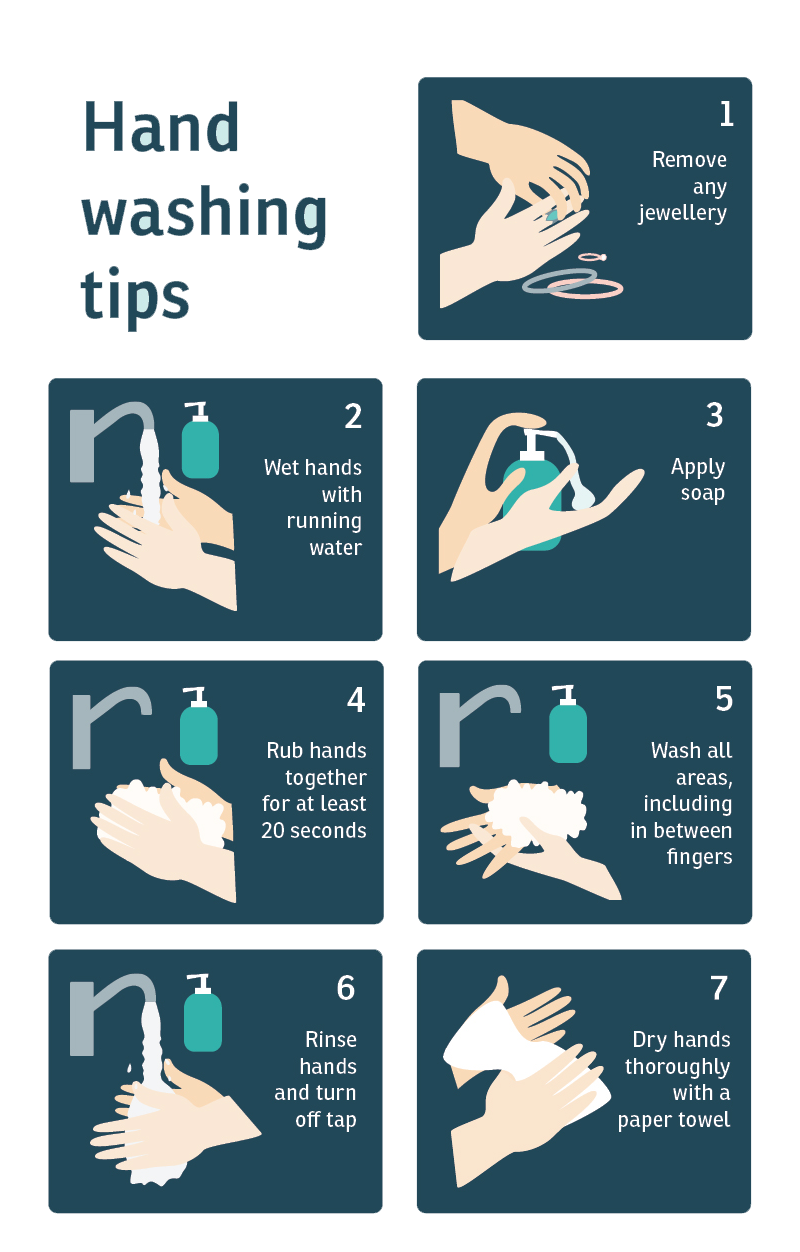 Hand
washing
tips
1
Remove
any
jewellery
2
Wet hands
with
running
water
3
Apply
soap
4
Rub hands
together
for at least
20 seconds
5
Wash all
areas,
including
in between
fingers
6
Rinse
hands
and turn
off tap
7
Dry hands
thoroughly
with a
paper towel